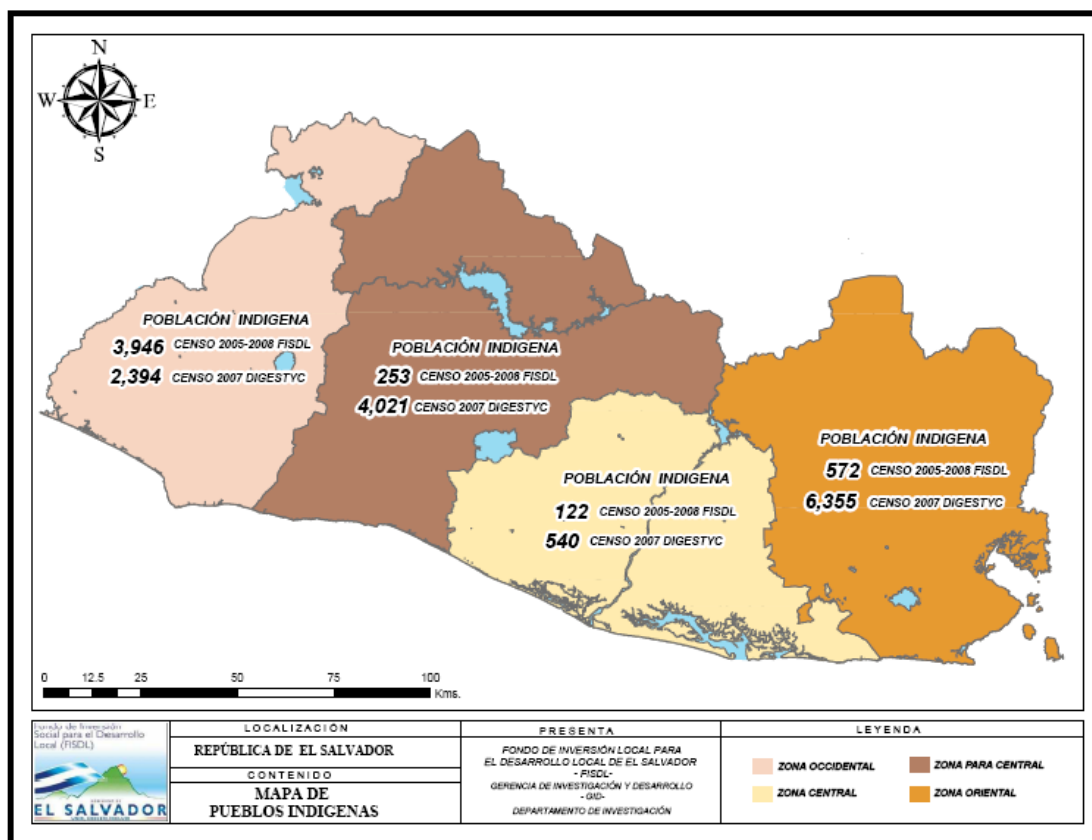 N
W E
S
POBLACIÓN INDIGENA
3,946 CENSO 2005-2008 FISDL
2,394 CENSO 2007 DIGESTYC
POBLACIÓN INDIGENA
253 CENSO 2005-2008 FISDL
4,021 CENSO 2007 DIGESTYC
POBLACIÓN INDIGENA
122 CENSO 2005-2008 FISDL
540 CENSO 2007 DIGESTYC
POBLACIÓN INDIGENA
572 CENSO 2005-2008 FISDL
6,355 CENSO 2007 DIGESTYC
0 12.5 25 50 75 100
Kms.
Fondo de Inversión
Social para el Desarrollo
Local (FISDL)
EL SALVADOR
LOCALIZACIÓN
REPÚBLICA DE EL SALVADOR
CONTENIDO
MAPA DE
PUEBLOS INDIGENAS
PRESENTA
FONDO DE INVERSIÓN LOCAL PARA
EL DESARROLLO LOCAL DE EL SALVADOR
- FISDL-
GERENCIA DE INVESTIGACIÓN Y DESARROLLO
- GID-
DEPARTAMENTO DE INVESTIGACIÓN
LEYENDA
ZONA OCCIDENTAL
ZONA PARA CENTRAL
ZONA CENTRAL
ZONA ORIENTAL